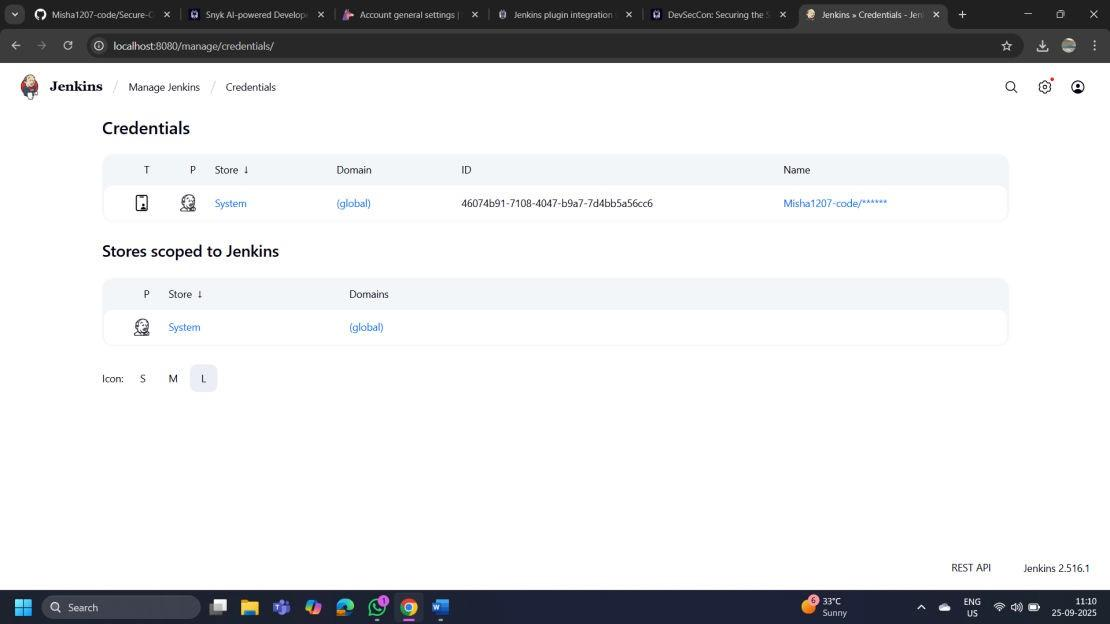 Misha1207-code/Secure-C
Snyk AI-powered Develope
Account general settings |
Jenkins plugin integration w
DevSecCon: Securing the S
Jenkins » Credentials - Jen
localhost:8080/manage/credentials/
Jenkins / Manage Jenkins / Credentials
Credentials
T P Store ↓ Domain ID Name
System (global) 46074b91-7108-4047-b9a7-7d4bb5a56cc6 Misha1207-code/******
Stores scoped to Jenkins
P Store ↓ Domains
System (global)
Icon: S M L
REST API Jenkins 2.516.1
Search
1
6
33°C
Sunny
ENG
US
11:10
25-09-2025